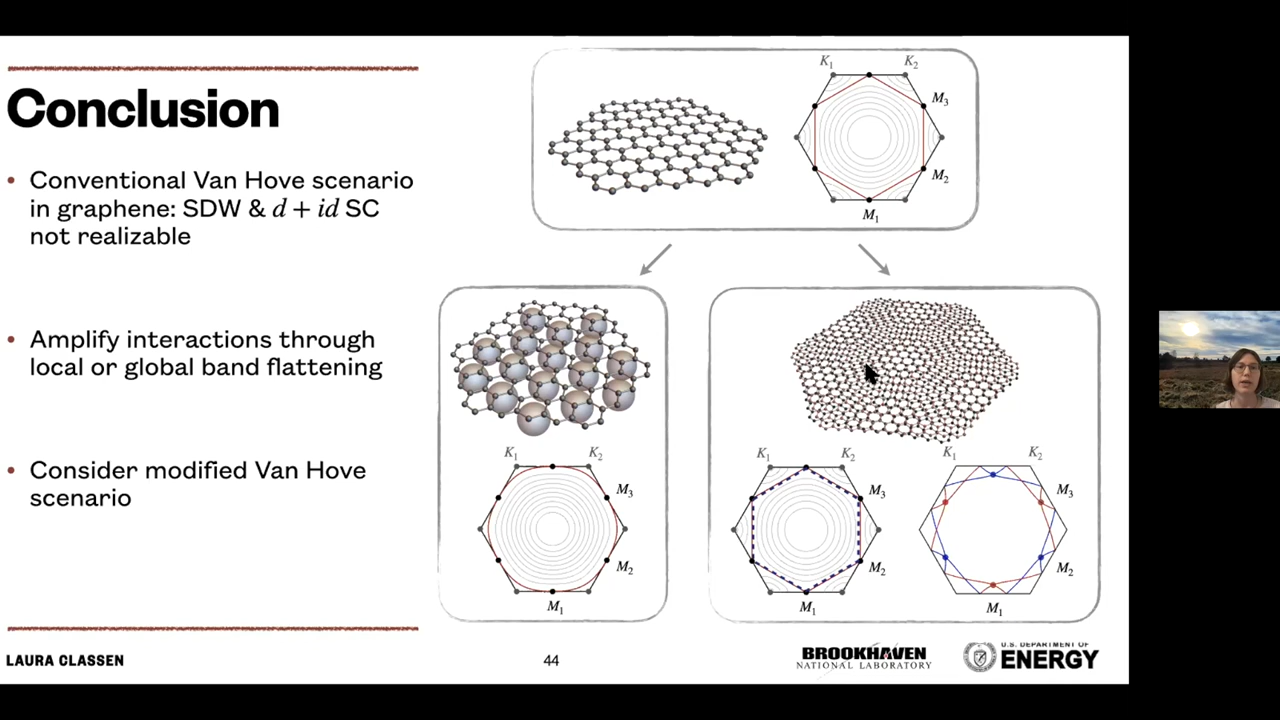 Conclusion
• Conventional Van Hove scenario
in graphene: SDW & d + id SC
not realizable
• Amplify interactions through
local or global band flattening
• Consider modified Van Hove
scenario
K₁ K₂
M₃
M₂
M₁
K₁ K₂
M₃
M₂
M₁
K₁ K₂
M₃
M₂
M₁
K₁ K₂
M₃
M₂
M₁
LAURA CLASSEN
44
BROOKHAVEN
NATIONAL LABORATORY
U.S. DEPARTMENT OF
ENERGY